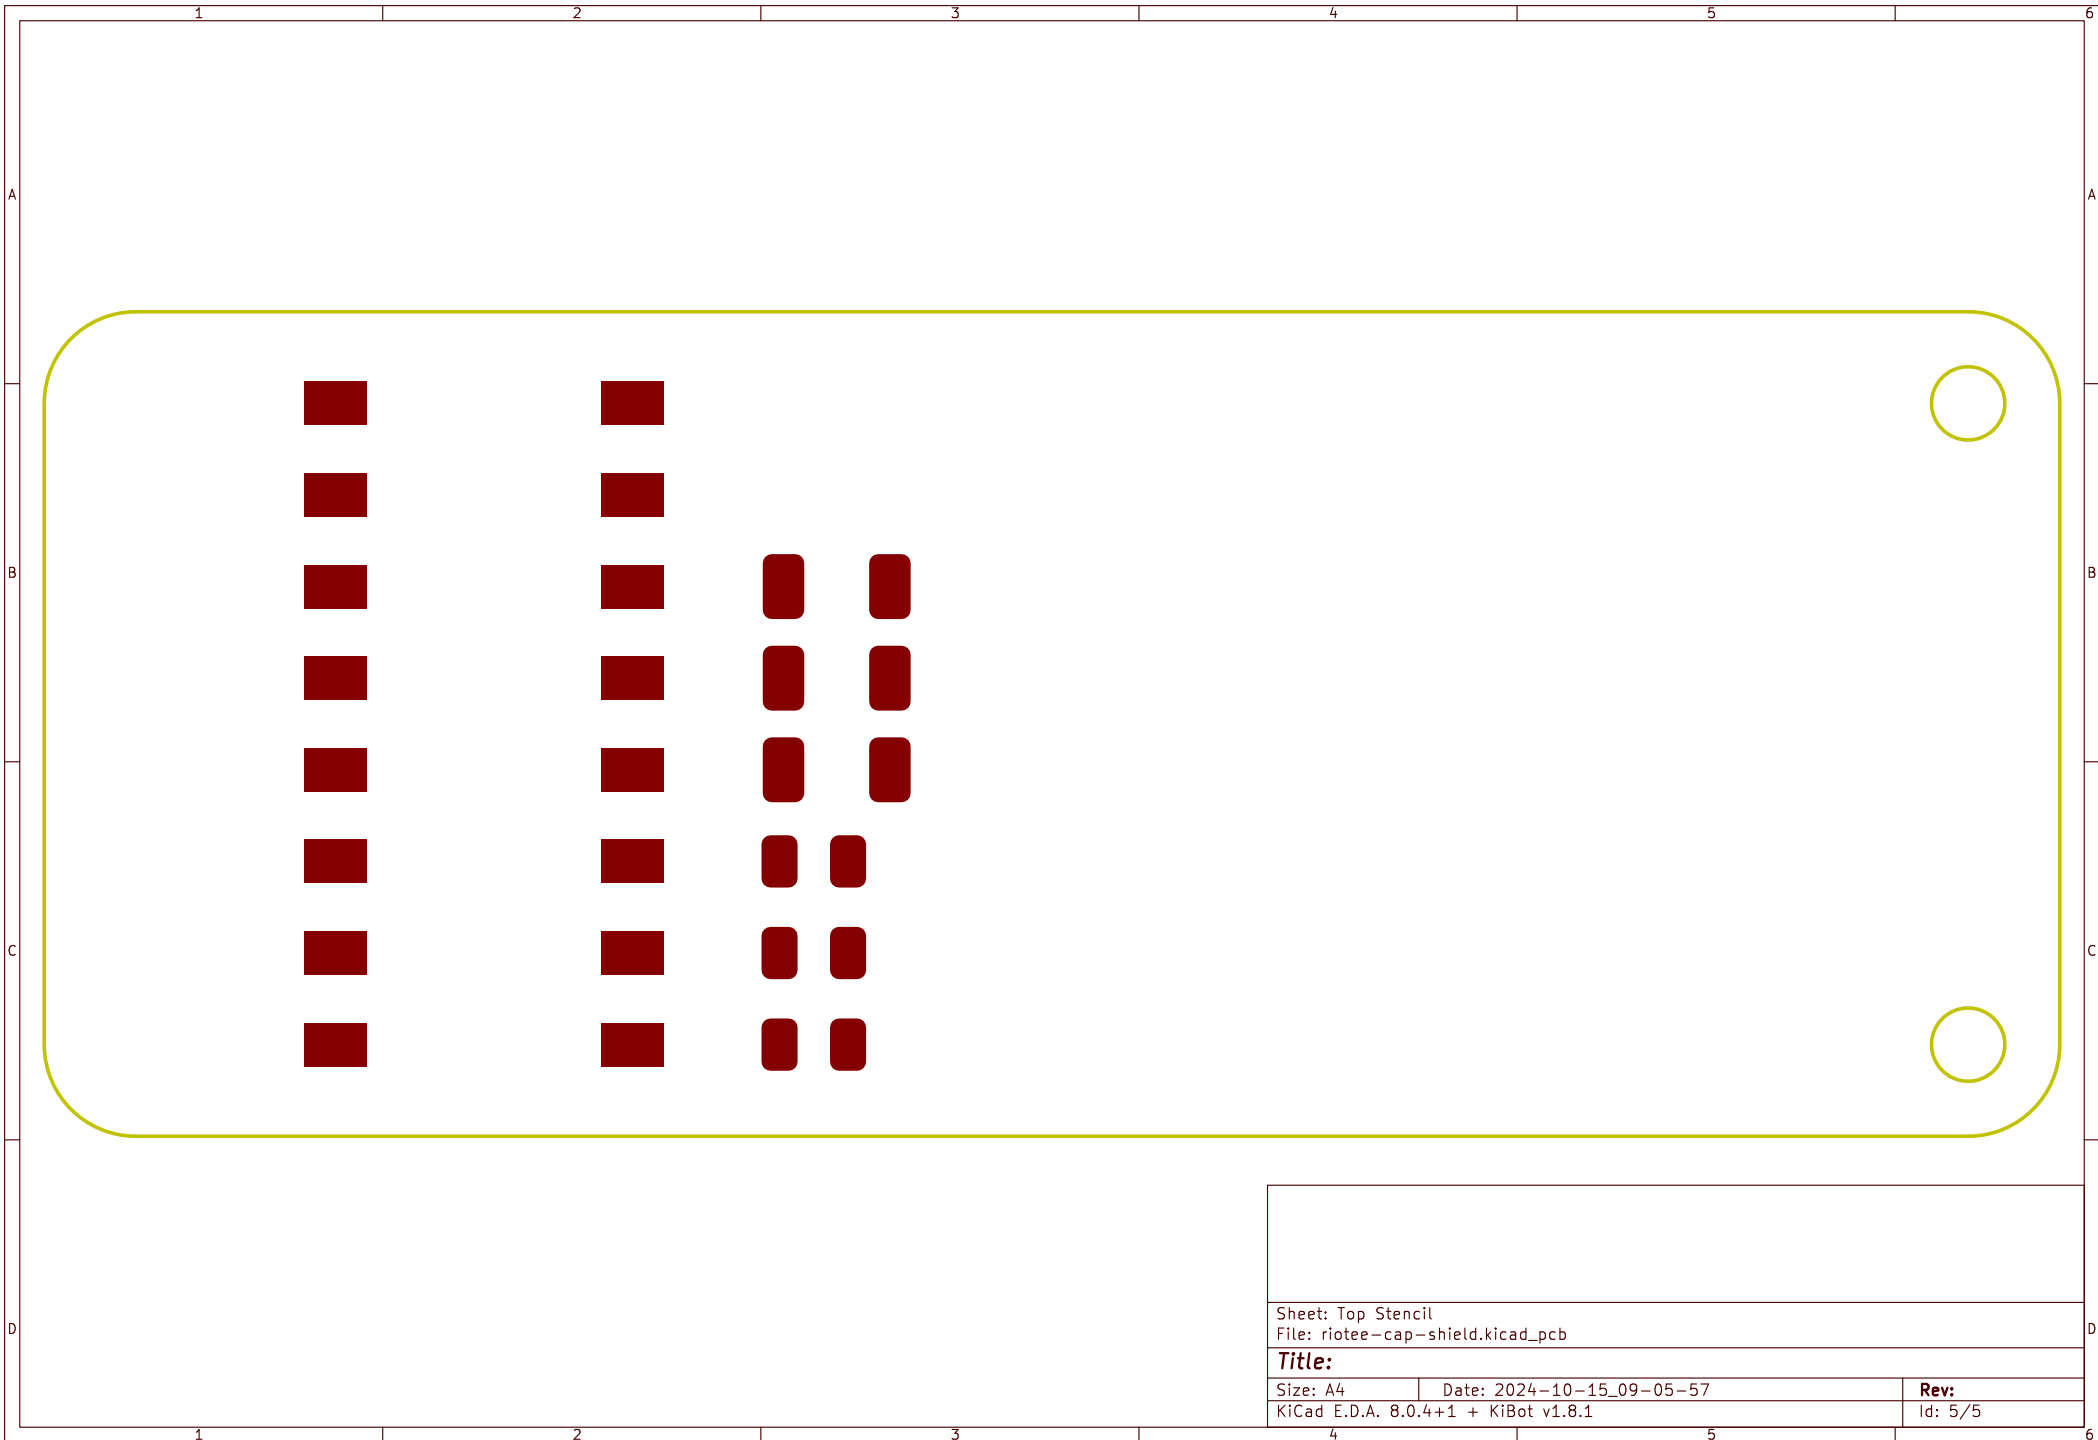 1 2 3 4 5 6
A A
B B
C C
Sheet: Top Stencil
File: riotee-cap-shield.kicad_pcb
D D
Title:
Size: A4 Date: 2024-10-15_09-05-57 Rev:
KiCad E.D.A. 8.0.4+1 + KiBot v1.8.1 Id: 5/5
1 2 3 4 5 6